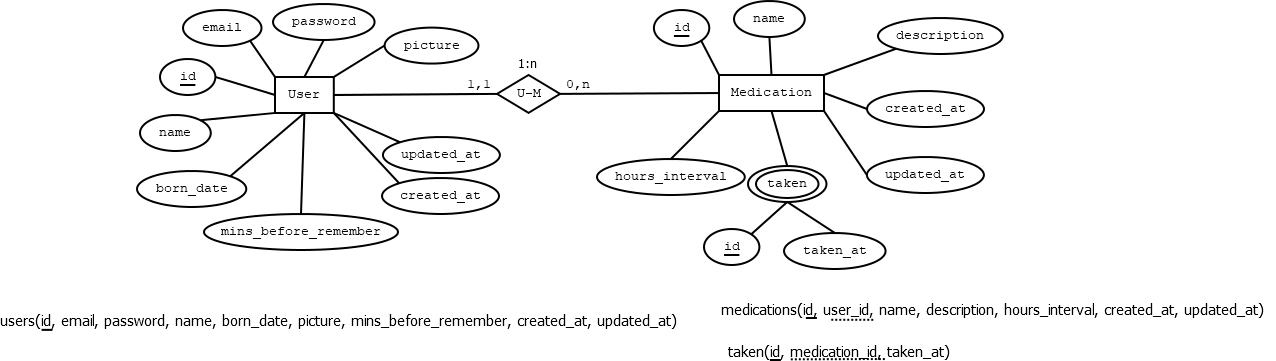 email
password
picture
id
name
born_date
mins_before_remember
created_at
updated_at
User
1,1
1:n
U-M
0,n
id
name
description
Medication
created_at
updated_at
hours_interval
taken
id
taken_at
users(id, email, password, name, born_date, picture, mins_before_remember, created_at, updated_at)
medications(id, user_id, name, description, hours_interval, created_at, updated_at)
taken(id, medication_id, taken_at)